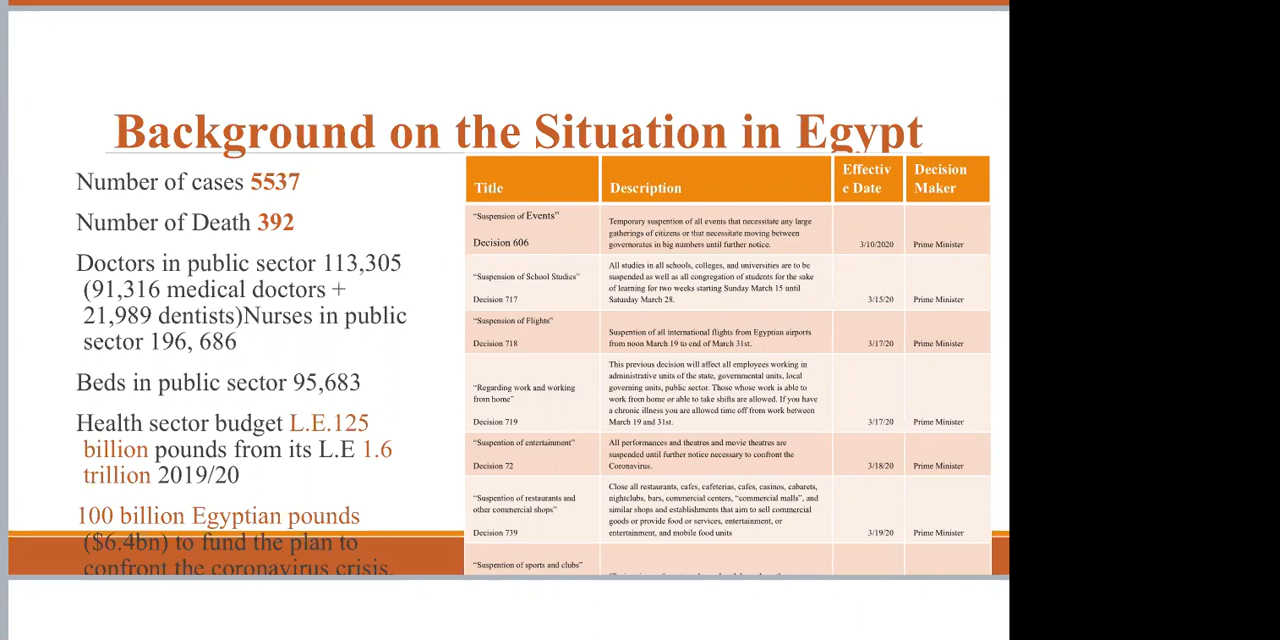 Background on the Situation in Egypt
Number of cases 5537
Number of Death 392
Doctors in public sector 113,305
(91,316 medical doctors +
21,989 dentists)Nurses in public
sector 196, 686
Beds in public sector 95,683
Health sector budget L.E.125
billion pounds from its L.E 1.6
trillion 2019/20
100 billion Egyptian pounds
($6.4bn) to fund the plan to
confront the coronavirus crisis.
Title
Description
Effectiv
e Date
Decision
Maker
“Suspension of Events”
Decision 606
Temporary suspension of all events that necessitate any large
gatherings of citizens or that necessitate moving between
governorates in big numbers until further notice.
3/10/2020
Prime Minister
“Suspension of School Studies”
Decision 717
All studies in all schools, colleges, and universities are to be
suspended as well as all congregation of students for the sake
of learning for two weeks starting Sunday March 15 until
Saturday March 28.
3/15/20
Prime Minister
“Suspension of Flights”
Decision 718
Suspension of all international flights from Egyptian airports
from noon March 19 to end of March 31st.
3/17/20
Prime Minister
“Regarding work and working
from home”
Decision 719
This previous decision will affect all employees working in
administrative units of the state, governmental units, local
governing units, public sector. Those whose work is able to
work from home or able to take shifts are allowed. If you have
a chronic illness you are allowed time off from work between
March 19 and 31st.
3/17/20
Prime Minister
“Suspention of entertainment”
Decision 72
All performances and theatres and movie theatres are
suspended until further notice necessary to confront the
Coronavirus.
3/18/20
Prime Minister
“Suspention of restaurants and
other commercial shops”
Decision 739
Close all restaurants, cafes, cafeterias, cafes, casinos, cabarets,
nightclubs, bars, commercial centers, “commercial malls”, and
similar shops and establishments that aim to sell commercial
goods or provide food or services, entertainment, or
entertainment, and mobile food units
3/19/20
Prime Minister
“Suspention of sports and clubs”